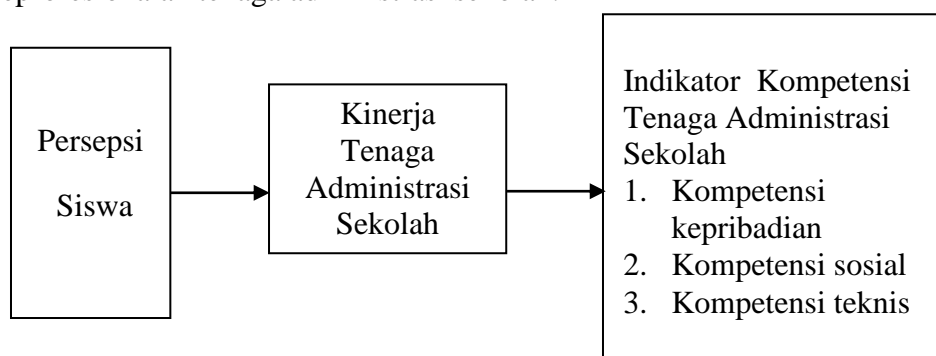 Persepsi
Siswa
Kinerja
Tenaga
Administrasi
Sekolah
Indikator Kompetensi
Tenaga Administrasi
Sekolah
1. Kompetensi
kepribadian
2. Kompetensi sosial
3. Kompetensi teknis